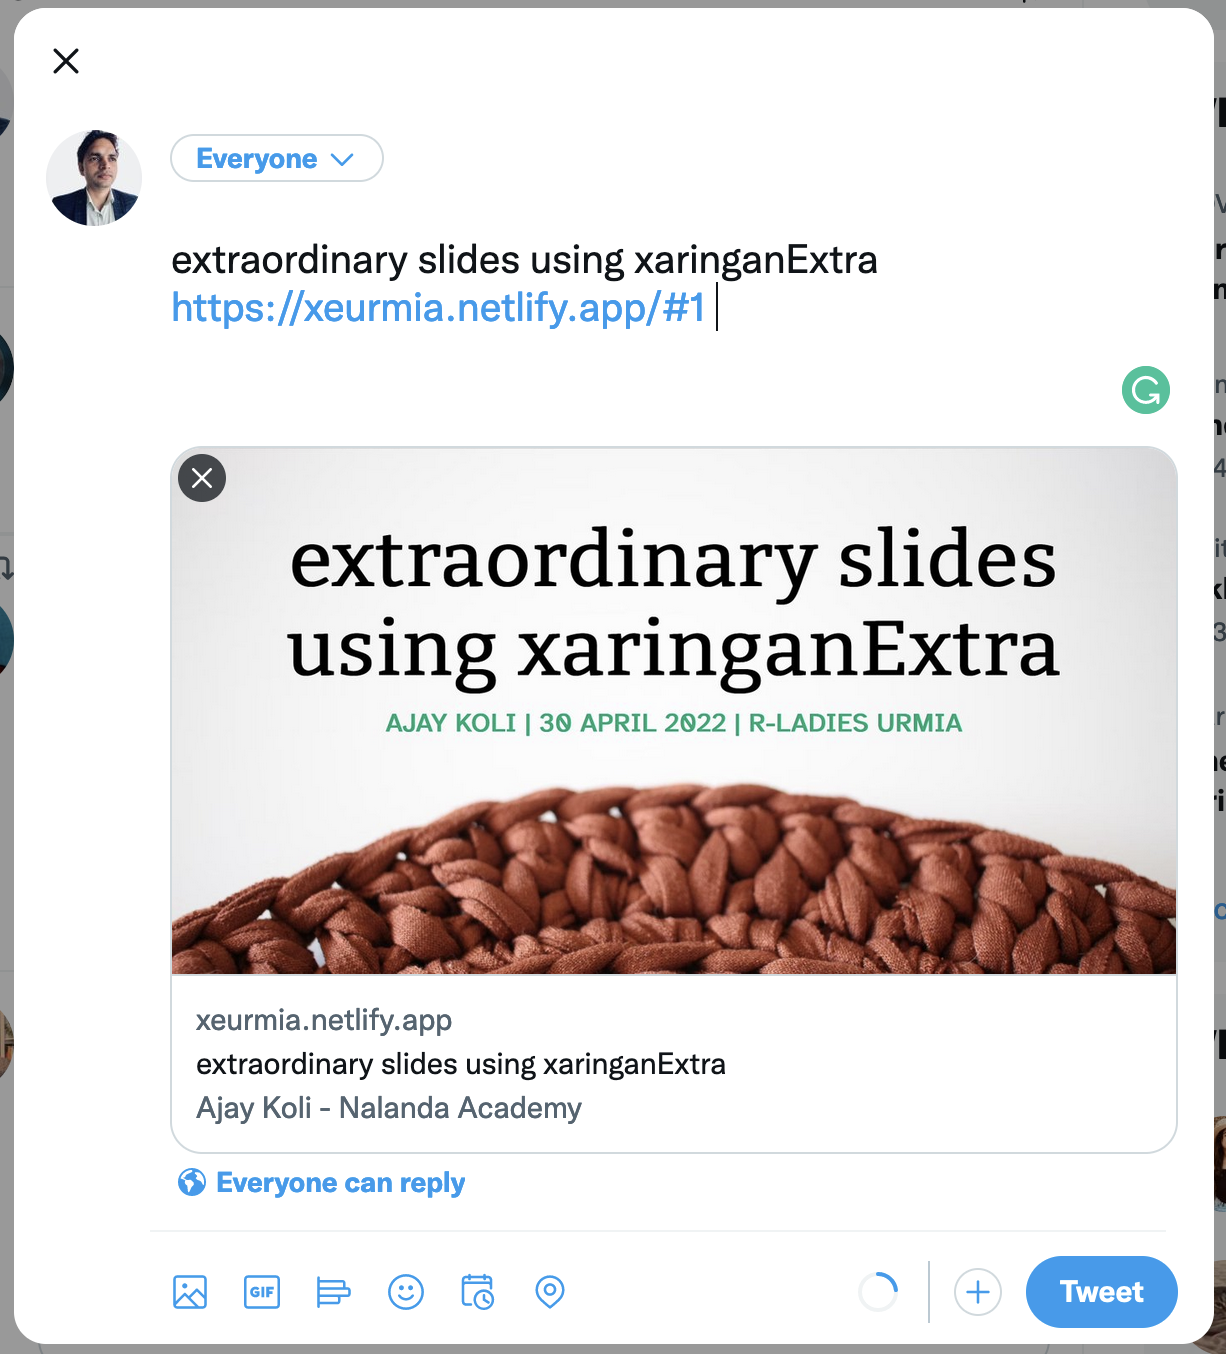 Everyone
extraordinary slides using xaringanExtra
https://xeurmia.netlify.app/#1
extraordinary slides
using xaringanExtra
AJAY KOLI | 30 APRIL 2022 | R-LADIES URMIA
xeurmia.netlify.app
extraordinary slides using xaringanExtra
Ajay Koli - Nalanda Academy
Everyone can reply
GIF
Tweet